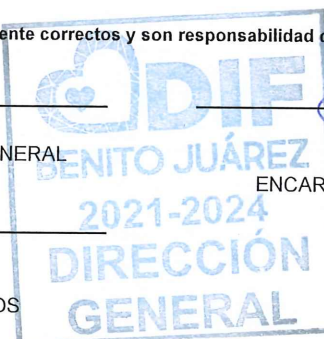 ente correctos y son responsabilidad
DIF
NERAL
BENITO JUÁREZ
ENCAR
2021-2024
DIRECCIÓN
OS
GENERAL